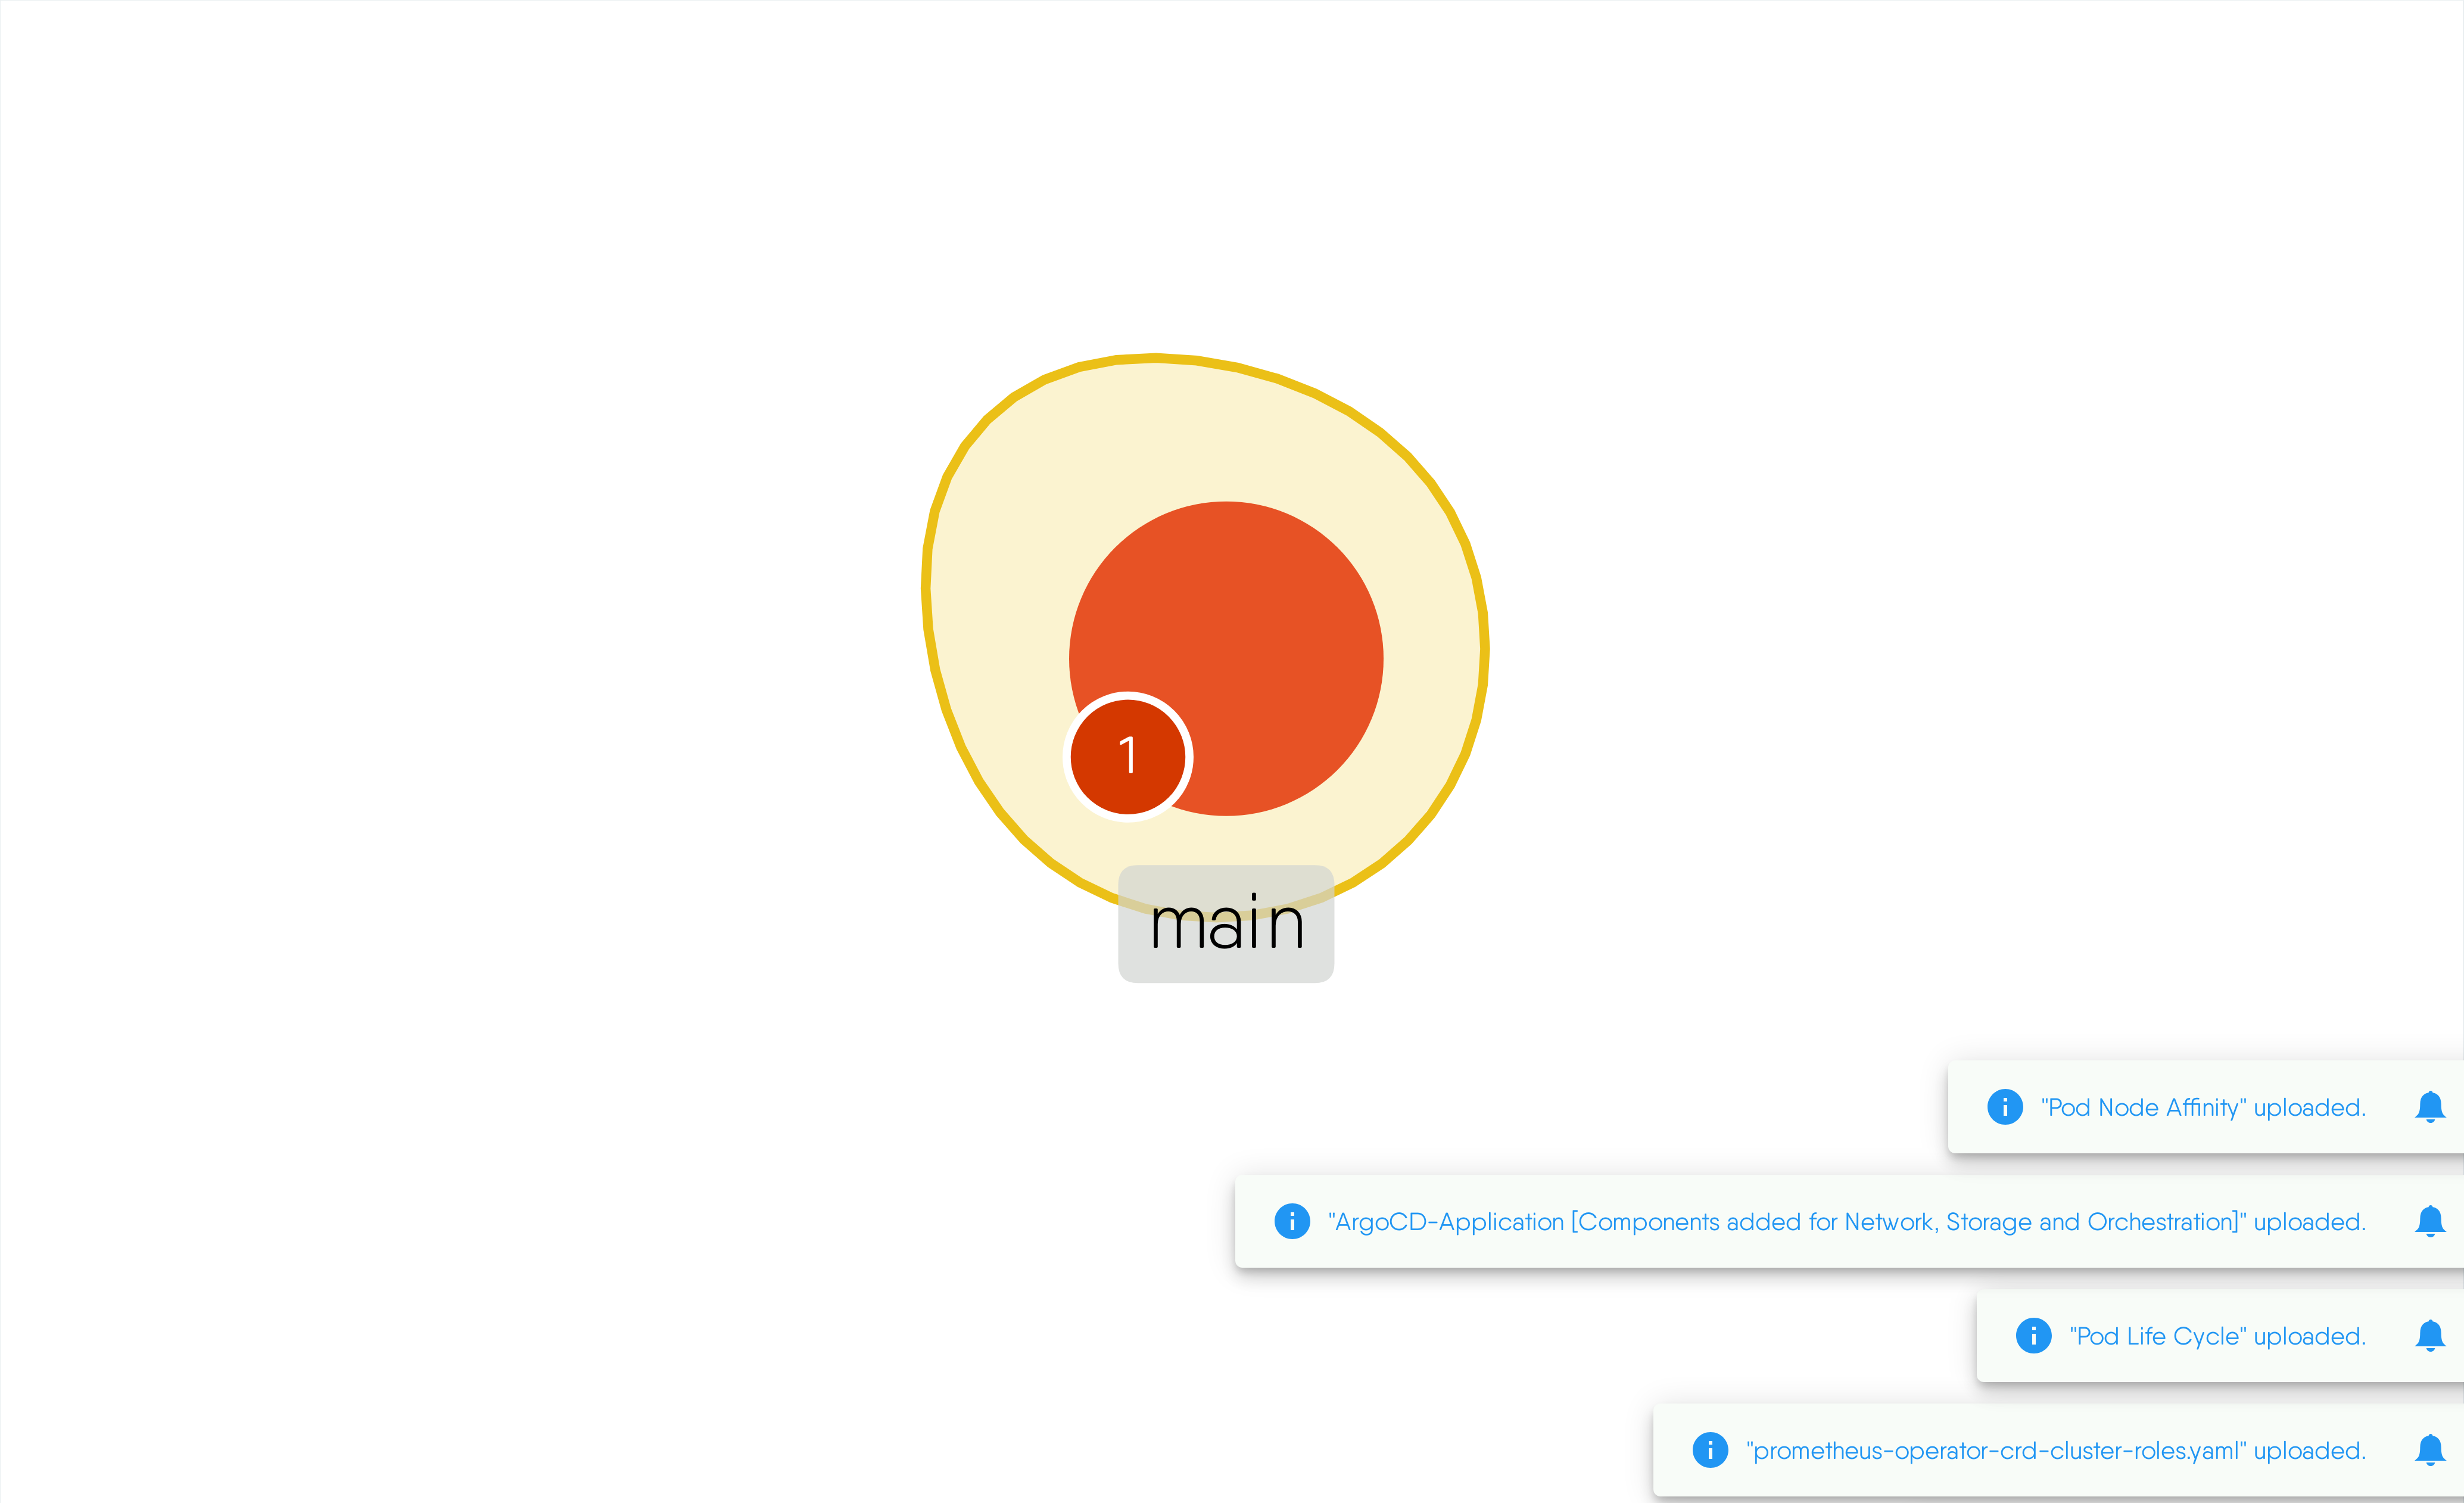 1
main
"Pod Node Affinity" uploaded.
"ArgoCD-Application [Components added for Network, Storage and Orchestration]" uploaded.
"Pod Life Cycle" uploaded.
"prometheus-operator-crd-cluster-roles.yaml" uploaded.